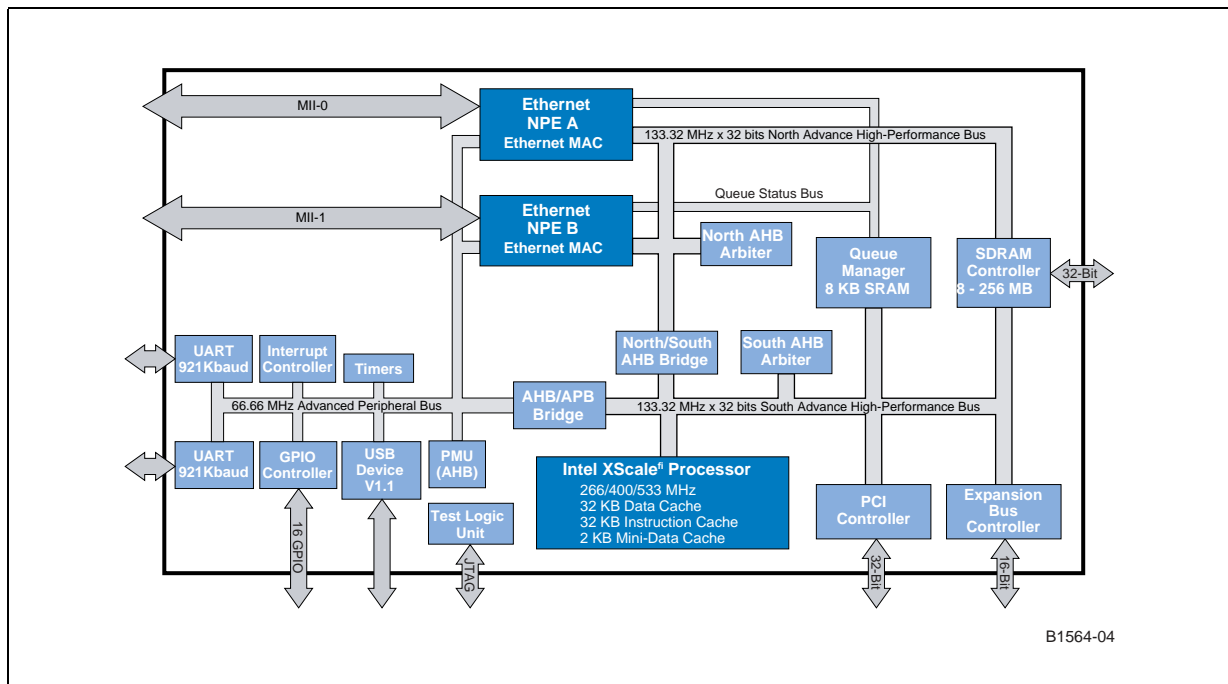 MII-0
Ethernet
NPE A
Ethernet MAC
133.32 MHz x 32 bits North Advance High-Performance Bus
Queue Status Bus
MII-1
Ethernet
NPE B
Ethernet MAC
North AHB
Arbiter
Queue
Manager
8 KB SRAM
SDRAM
Controller
8 - 256 MB
32-Bit
UART
921Kbaud
Interrupt
Controller
Timers
North/South
AHB Bridge
South AHB
Arbiter
66.66 MHz Advanced Peripheral Bus
AHB/APB
Bridge
133.32 MHz x 32 bits South Advance High-Performance Bus
UART
921Kbaud
GPIO
Controller
USB
Device
V1.1
PMU
(AHB)
Test Logic
Unit
Intel XScaleﬁ Processor
266/400/533 MHz
32 KB Data Cache
32 KB Instruction Cache
2 KB Mini-Data Cache
PCI
Controller
Expansion
Bus
Controller
16 GPIO
JTAG
32-Bit
16-Bit
B1564-04